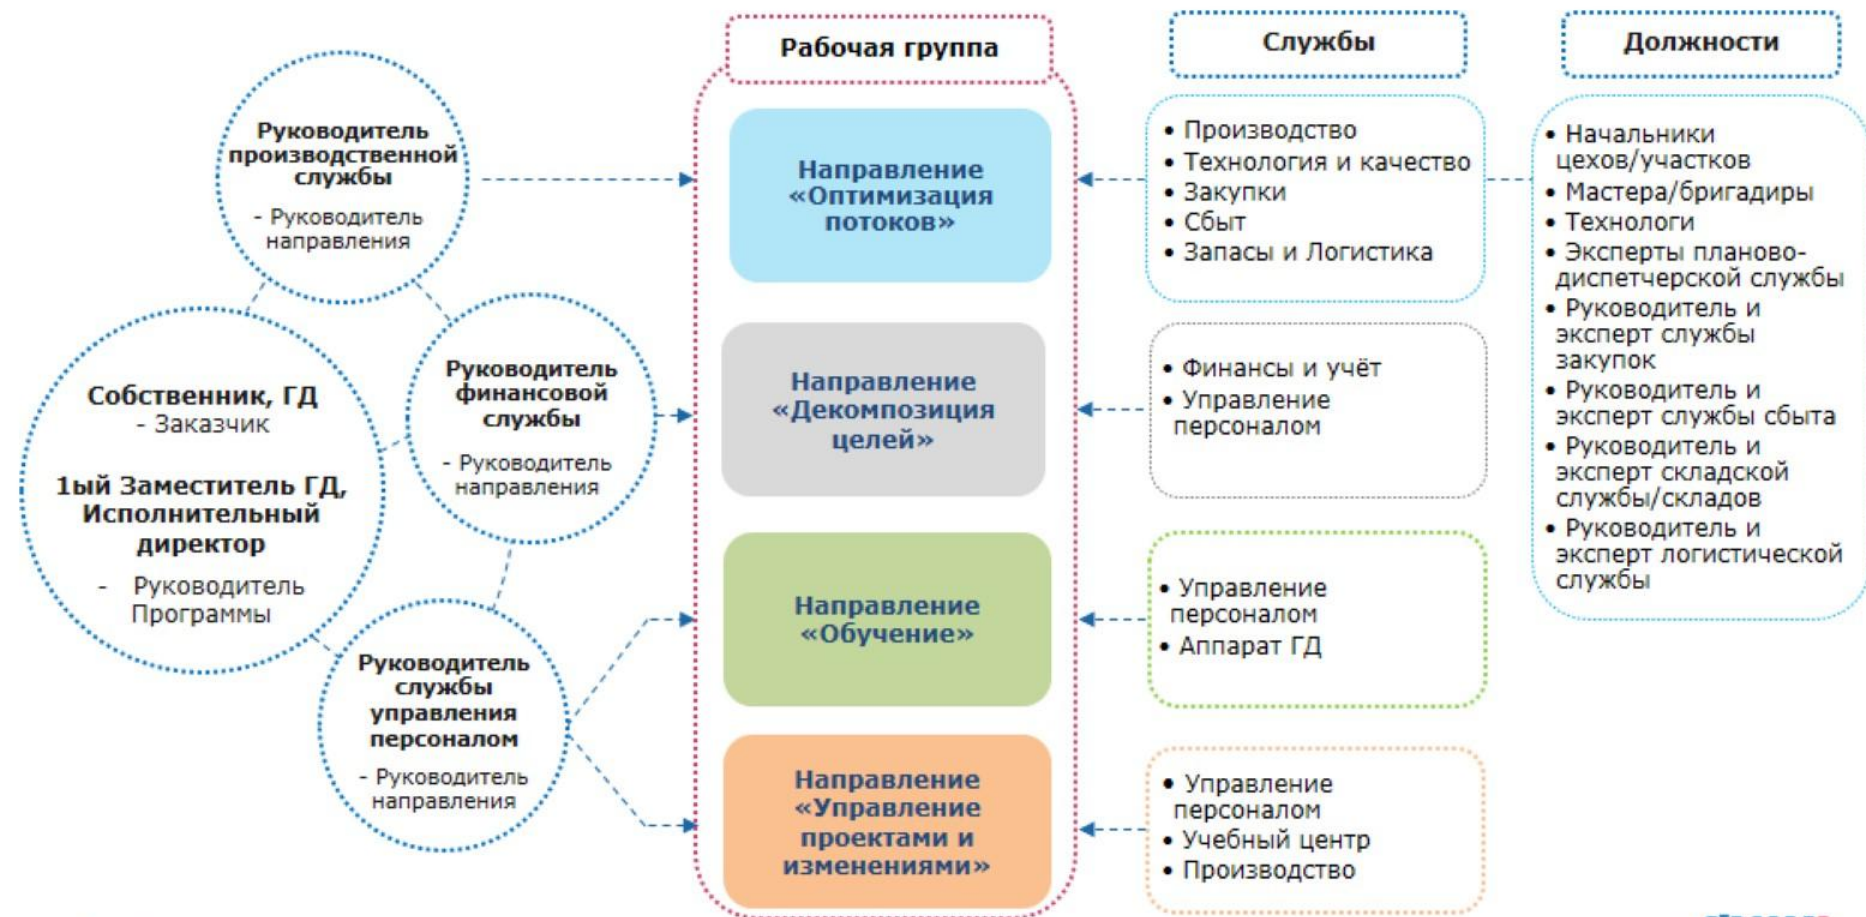 Рабочая группа
Службы
Должности
Руководитель
производственной
службы
- Руководитель
направления
Собственник, ГД
- Заказчик
1ый Заместитель ГД,
Исполнительный
директор
- Руководитель
Программы
Руководитель
финансовой
службы
- Руководитель
направления
Руководитель
службы
управления
персоналом
- Руководитель
направления
Направление
«Оптимизация
потоков»
Направление
«Декомпозиция
целей»
Направление
«Обучение»
Направление
«Управление
проектами и
изменениями»
• Производство
• Технология и качество
• Закупки
• Сбыт
• Запасы и Логистика
• Финансы и учёт
• Управление
персоналом
• Управление
персоналом
• Аппарат ГД
• Управление
персоналом
• Учебный центр
• Производство
• Начальники
цехов/участков
• Мастера/бригадиры
• Технологи
• Эксперты планово-
диспетчерской службы
• Руководитель и
эксперт службы
закупок
• Руководитель и
эксперт службы сбыта
• Руководитель и
эксперт складской
службы/складов
• Руководитель и
эксперт логистической
службы